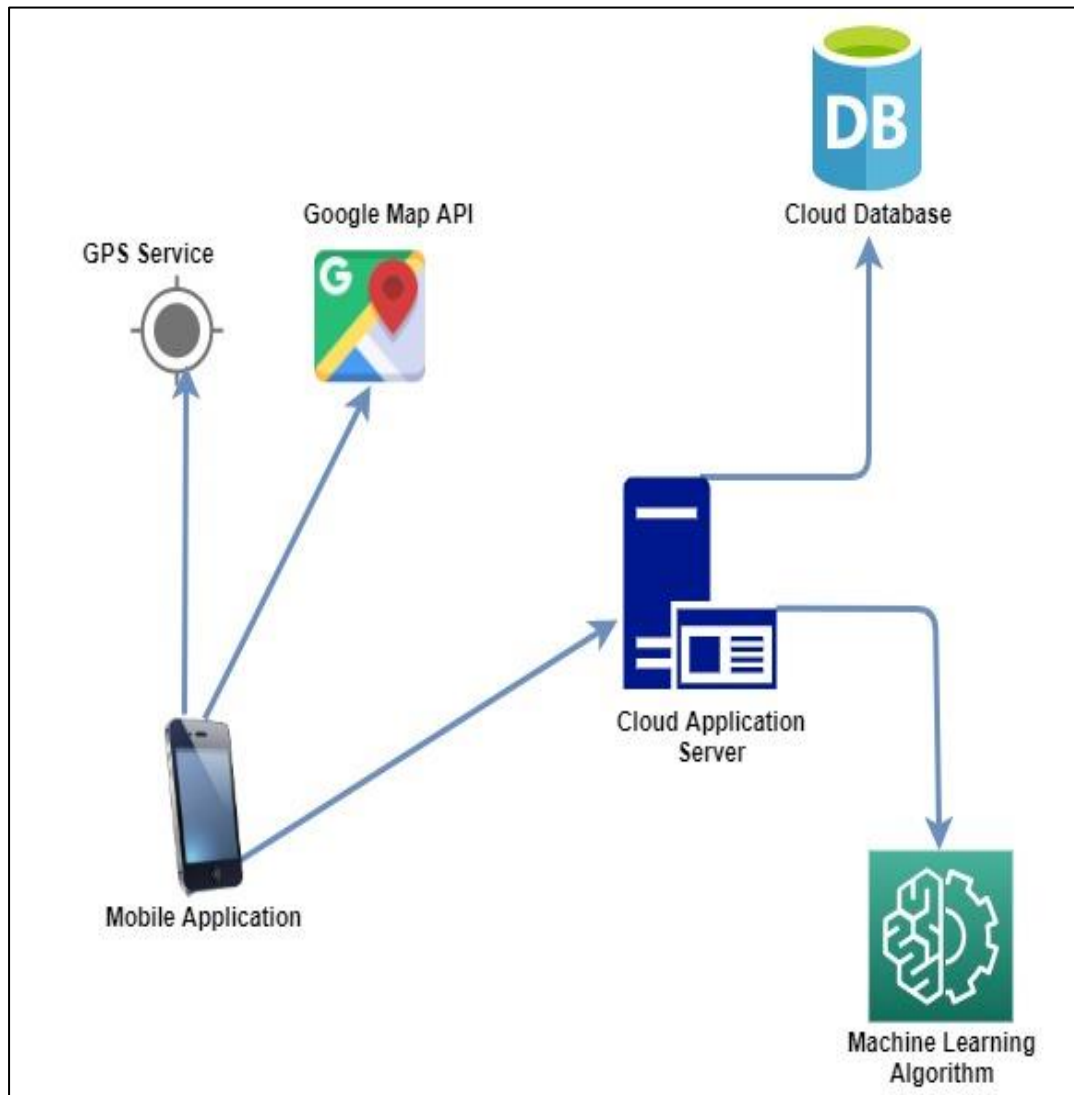 DB
Cloud Database
Google Map API
GPS Service
G
Cloud Application
Server
Mobile Application
Machine Learning
Algorithm